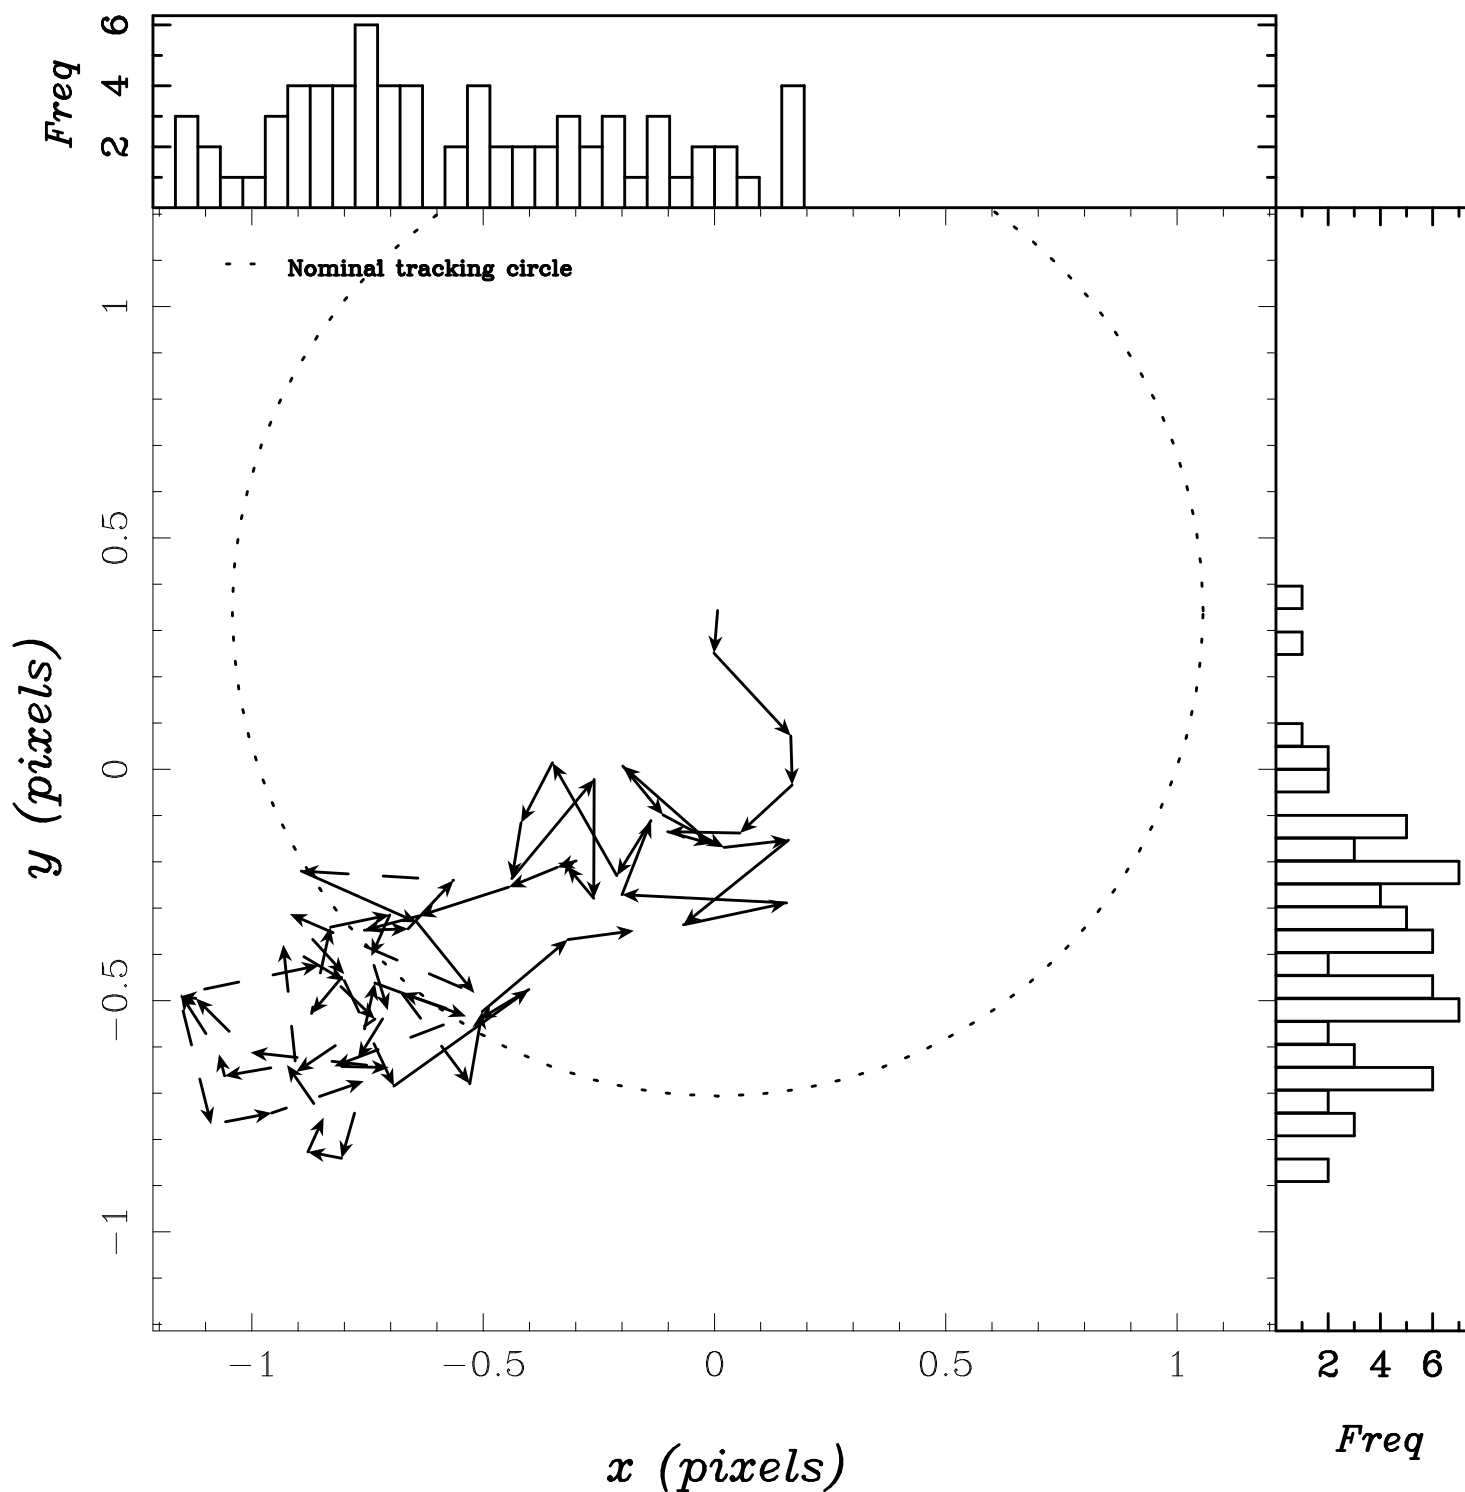 Freq
6
4
2
Nominal tracking circle
1
0.5
0
−0.5
−1
y (pixels)
−1 −0.5 0 0.5 1
2 4 6
x (pixels)
Freq